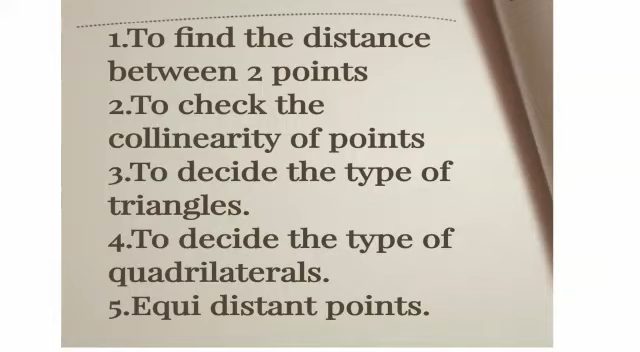 1.To find the distance
between 2 points
2.To check the
collinearity of points
3.To decide the type of
triangles.
4.To decide the type of
quadrilaterals.
5.Equi distant points.